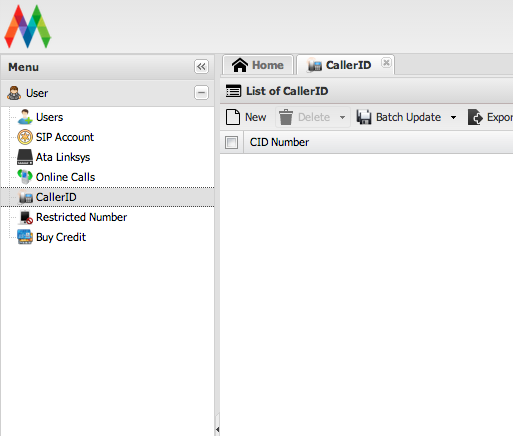 Menu
User
Users
SIP Account
Ata Linksys
Online Calls
CallerID
Restricted Number
Buy Credit
Home CallerID
List of CallerID
New Delete Batch Update Expor
CID Number